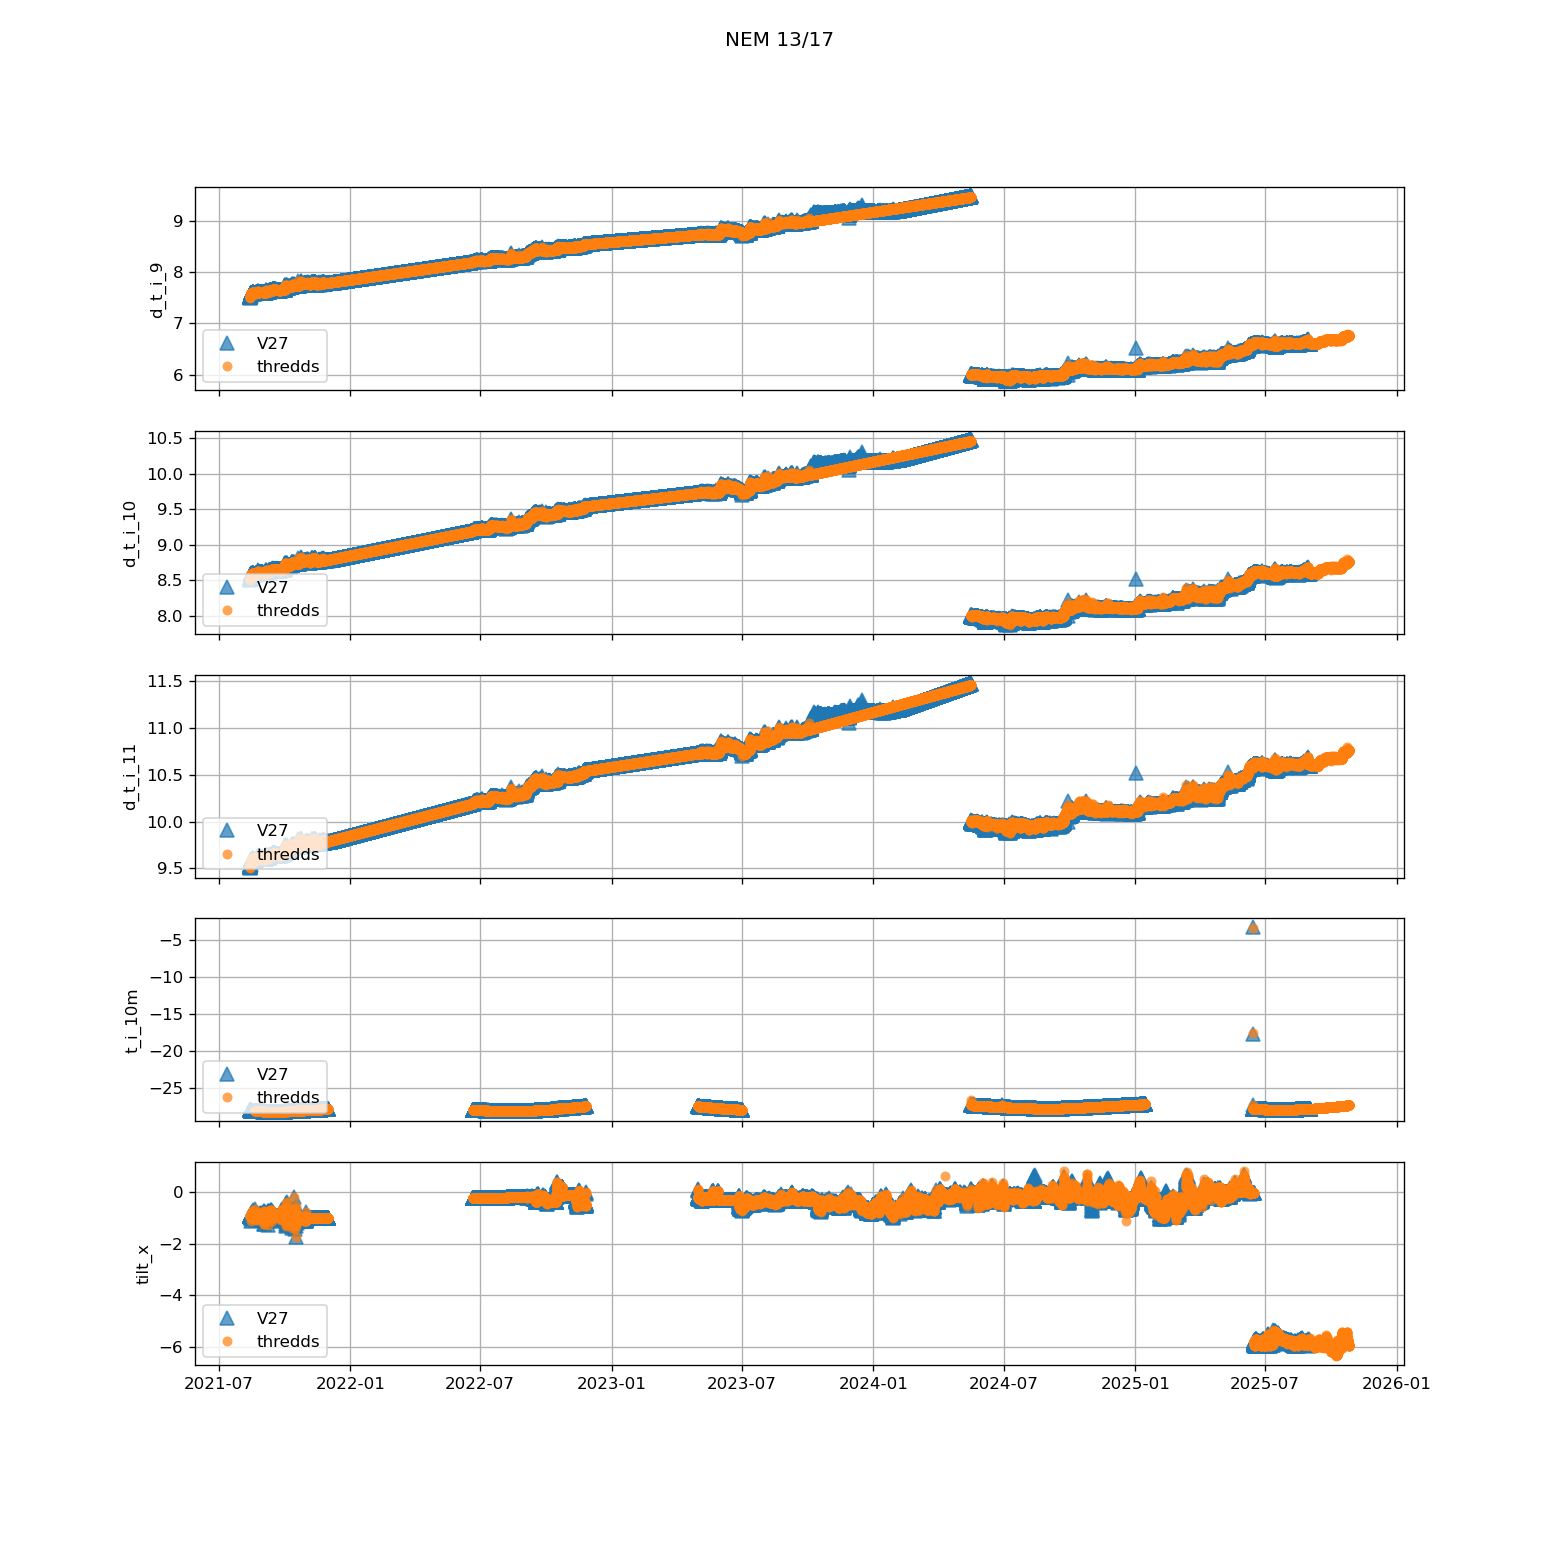 NEM 13/17
9
8
7
6
d_t_i_9
V27
thredds
10.5
10.0
9.5
9.0
8.5
8.0
d_t_i_10
V27
thredds
11.5
11.0
10.5
10.0
9.5
d_t_i_11
V27
thredds
−5
−10
−15
−20
−25
t_i_10m
V27
thredds
0
−2
−4
−6
tilt_x
V27
thredds
2021-07 2022-01 2022-07 2023-01 2023-07 2024-01 2024-07 2025-01 2025-07 2026-01